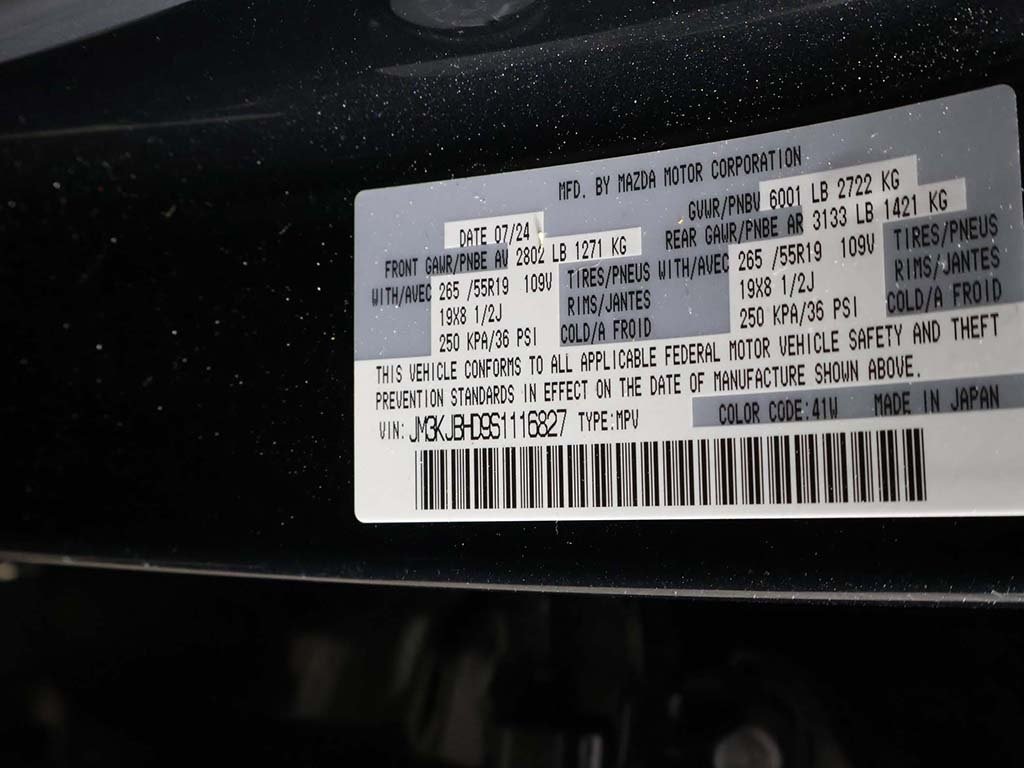 MFD. BY MAZDA MOTOR CORPORATION
DATE 07/24
GVWR/PNBV 6001 LB 2722 KG
FRONT GAWR/PNBE AV 2802 LB 1271 KG
REAR GAWR/PNBE AR 3133 LB 1421 KG
WITH/AVEC 265 /55R19 109V TIRES/PNEUS
19X8 1/2J RIMS/JANTES
250 KPA/36 PSI COLD/A FROID
WITH/AVEC 265 /55R19 109V TIRES/PNEUS
19X8 1/2J RIMS/JANTES
250 KPA/36 PSI COLD/A FROID
THIS VEHICLE CONFORMS TO ALL APPLICABLE FEDERAL MOTOR VEHICLE SAFETY AND THEFT
PREVENTION STANDARDS IN EFFECT ON THE DATE OF MANUFACTURE SHOWN ABOVE.
VIN: JM3KJBHD9S1116827 TYPE:MPV
COLOR CODE:41W MADE IN JAPAN